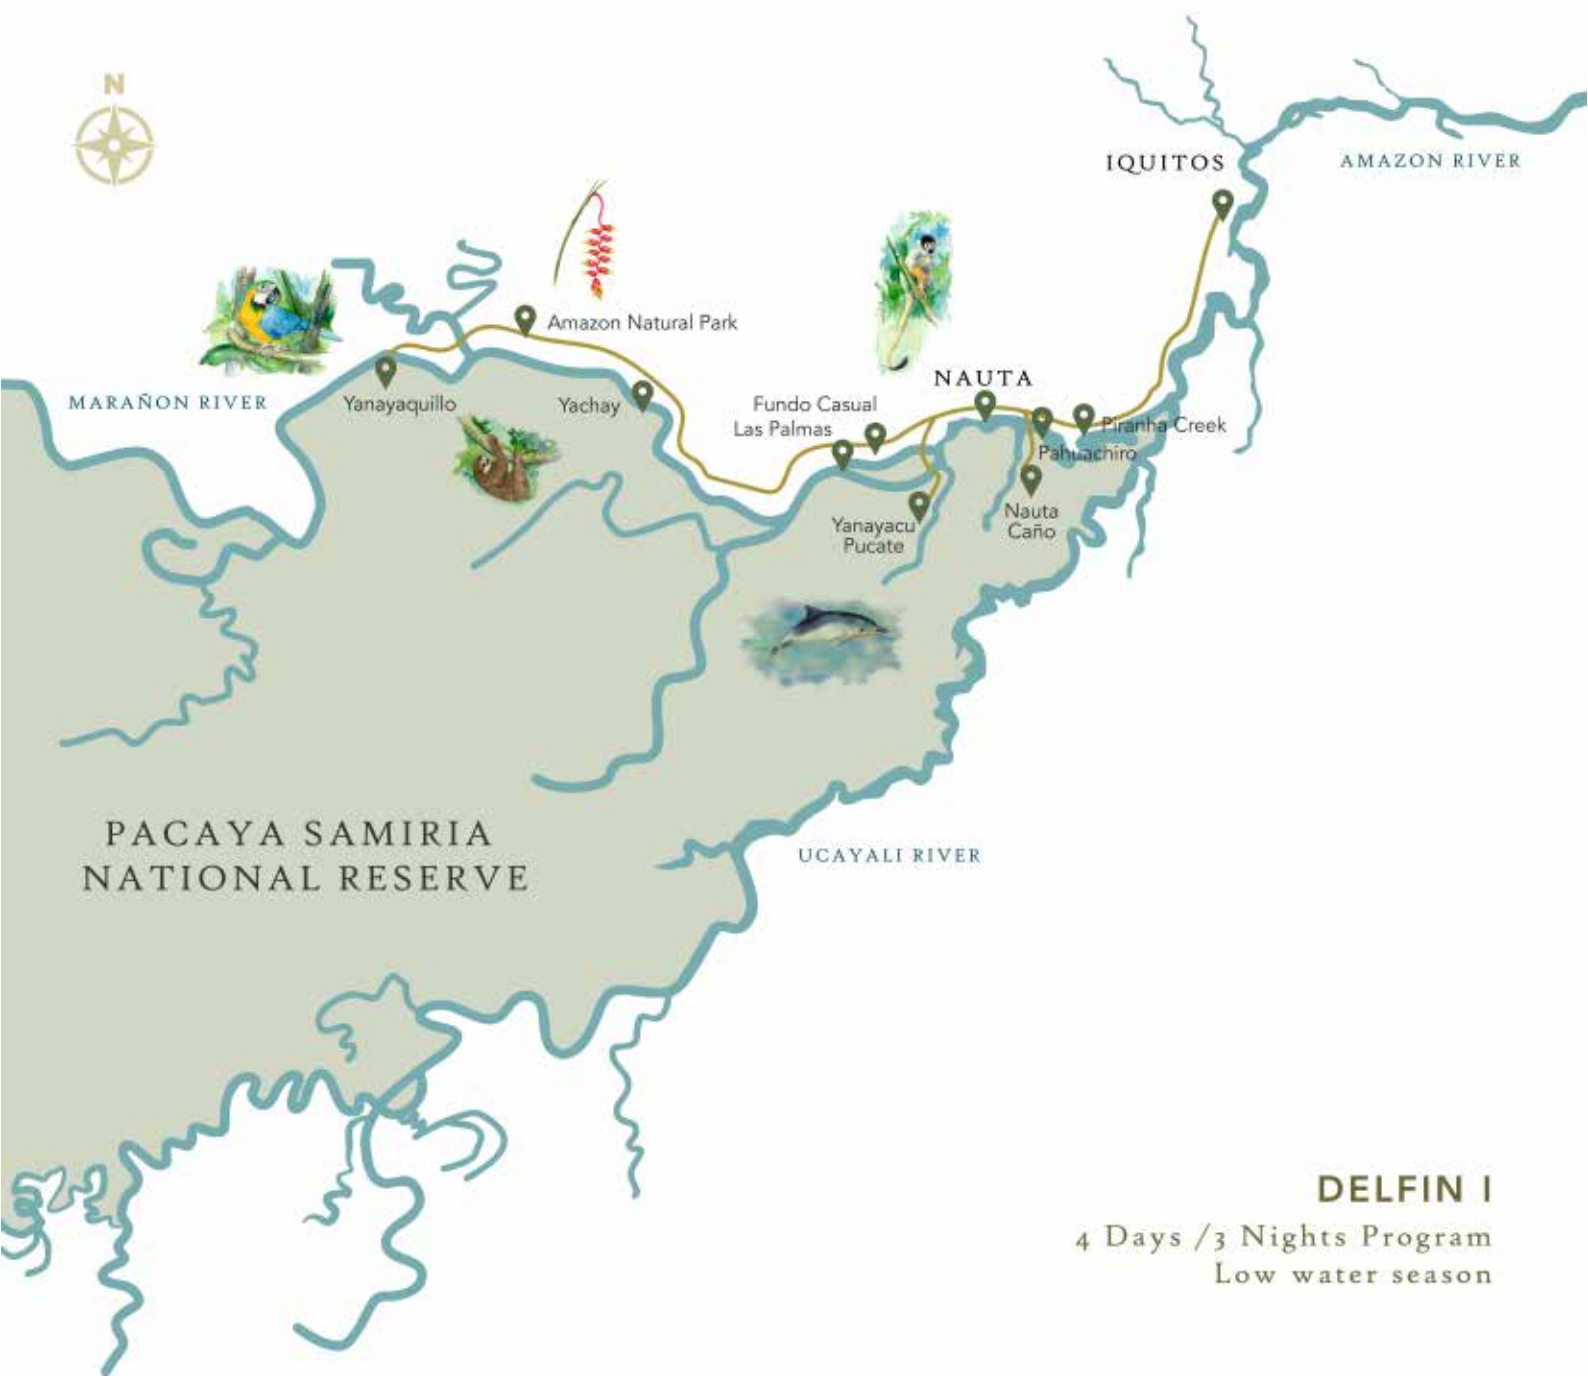 N
IQUITOS
AMAZON RIVER
Amazon Natural Park
NAUTA
MARAÑON RIVER
Yanayaquillo
Yachay
Fundo Casual
Las Palmas
Piranha Creek
Pahuachiro
Yanayacu
Pucate
Nauta
Caño
PACAYA SAMIRIA
NATIONAL RESERVE
UCAYALI RIVER
DELFIN I
4 Days /3 Nights Program
Low water season